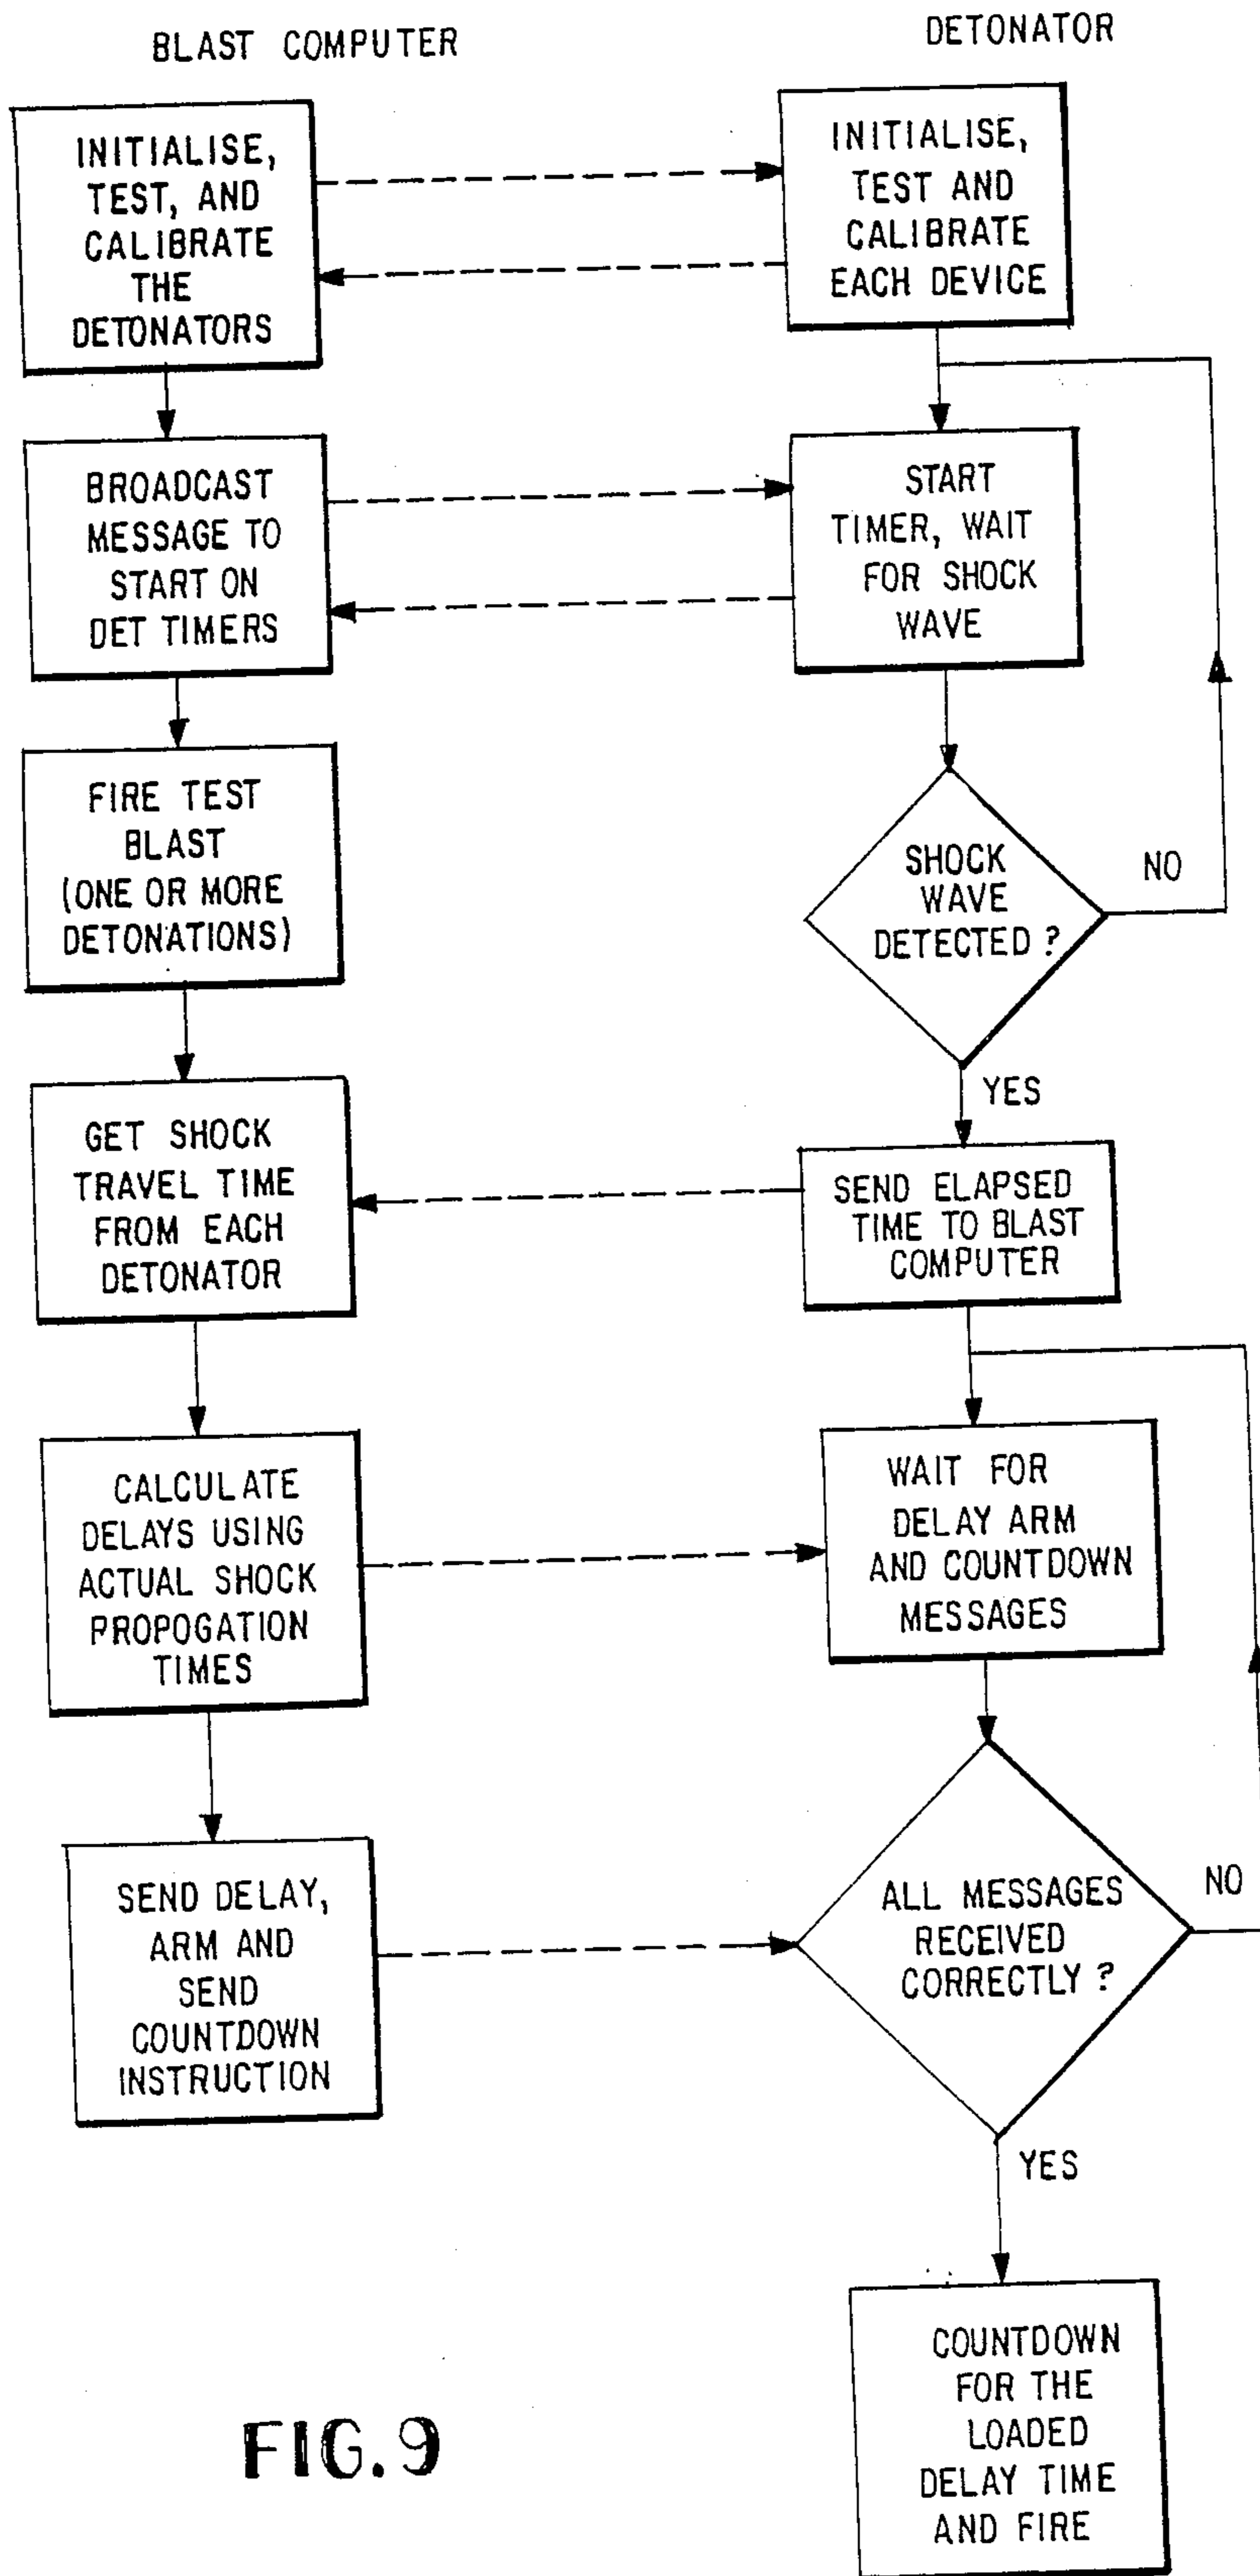 BLAST COMPUTER
INITIALISE,
TEST, AND
CALIBRATE
THE
DETONATORS
BROADCAST
MESSAGE TO
START ON
DET TIMERS
FIRE TEST
BLAST
(ONE OR MORE
DETONATIONS)
GET SHOCK
TRAVEL TIME
FROM EACH
DETONATOR
CALCULATE
DELAYS USING
ACTUAL SHOCK
PROPOGATION
TIMES
SEND DELAY,
ARM AND
SEND
COUNTDOWN
INSTRUCTION
DETONATOR
INITIALISE,
TEST AND
CALIBRATE
EACH DEVICE
START
TIMER, WAIT
FOR SHOCK
WAVE
SHOCK
WAVE
DETECTED ?
NO
YES
SEND ELAPSED
TIME TO BLAST
COMPUTER
WAIT FOR
DELAY ARM
AND COUNTDOWN
MESSAGES
ALL MESSAGES
RECEIVED
CORRECTLY ?
NO
YES
COUNTDOWN
FOR THE
LOADED
DELAY TIME
AND FIRE
FIG. 9